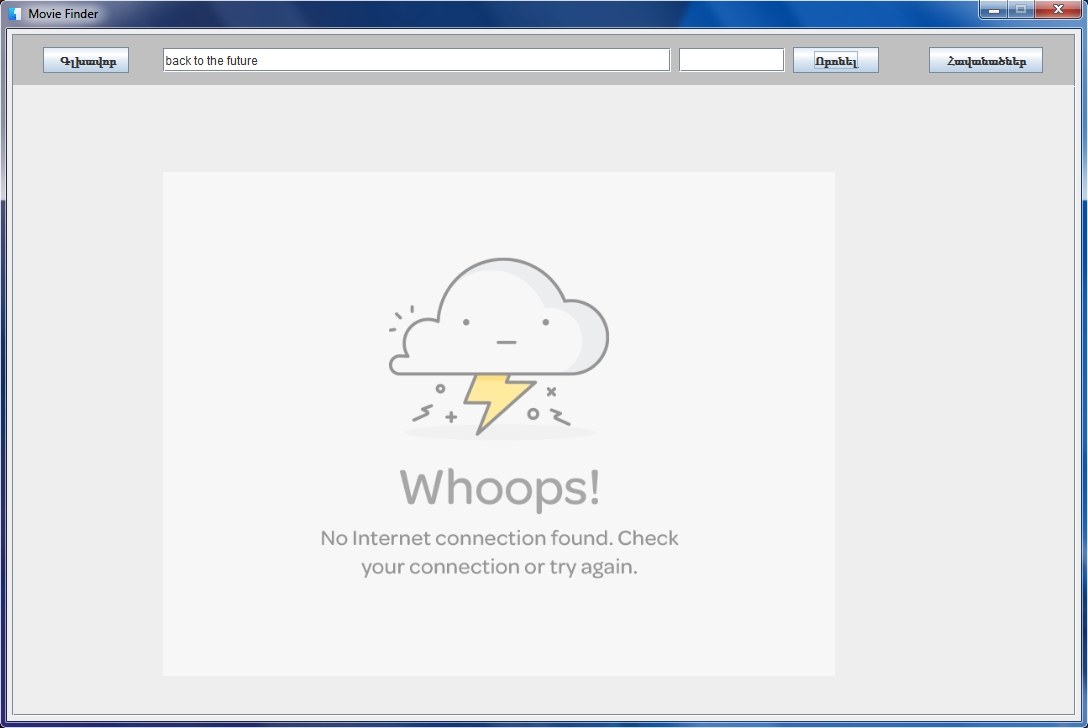 Movie Finder
Գլխավոր
back to the future
Որոնել
Հավանածներ
Whoops!
No Internet connection found. Check
your connection or try again.